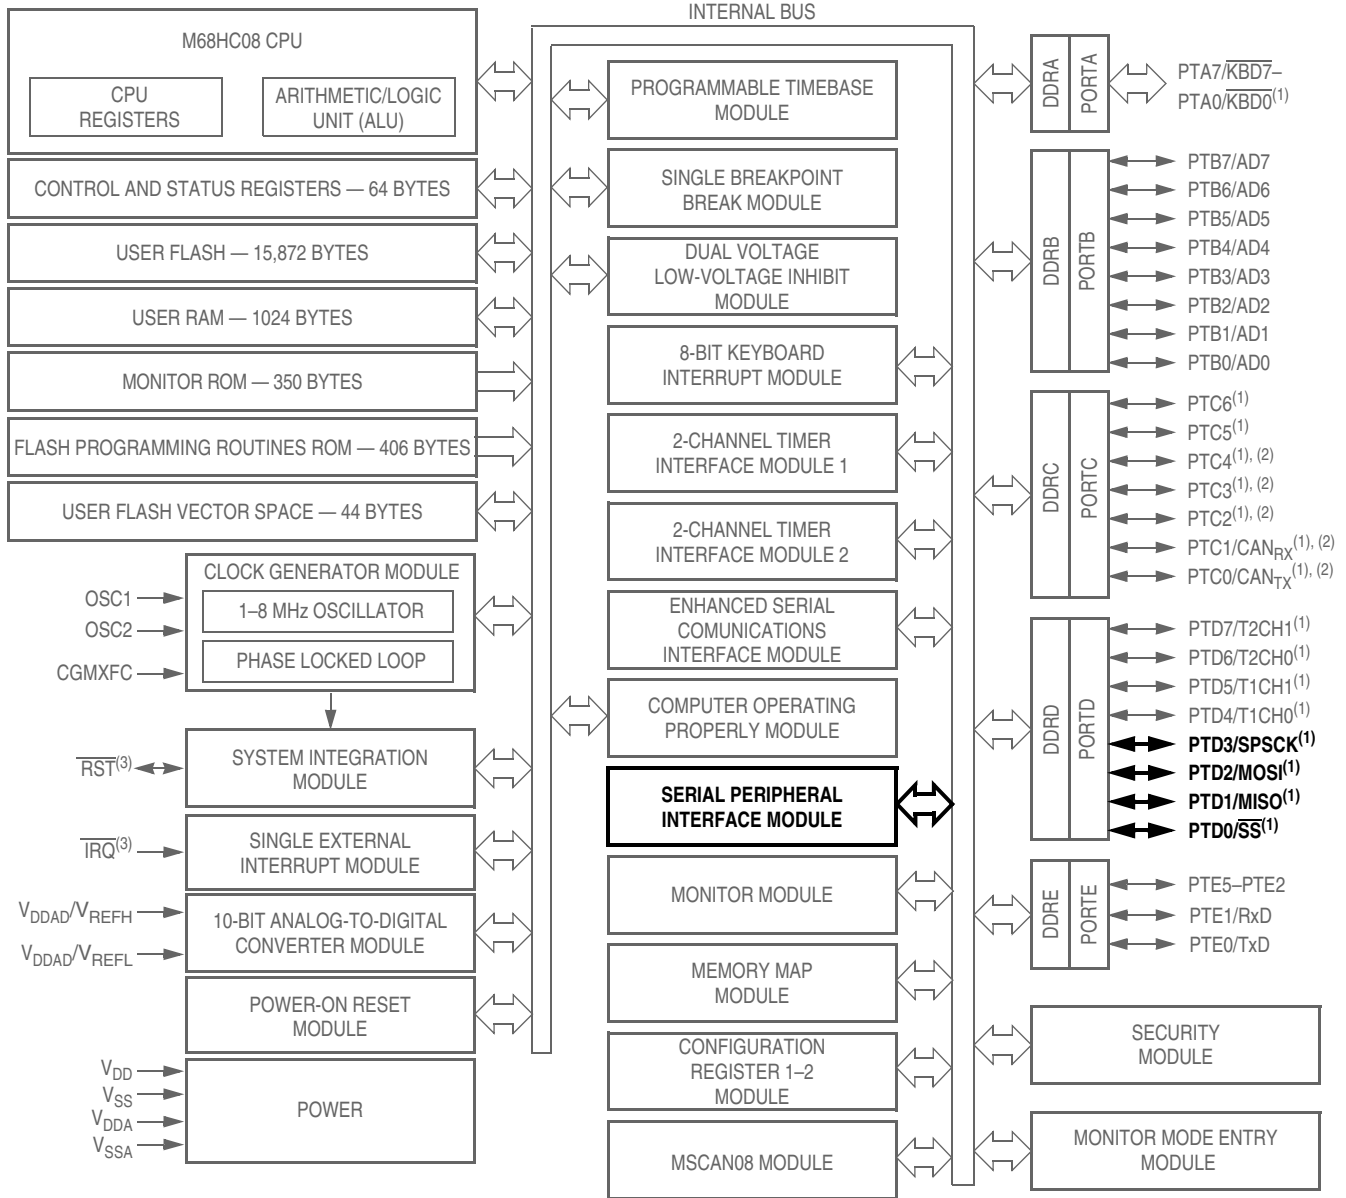 INTERNAL BUS
M68HC08 CPU
CPU
REGISTERS
ARITHMETIC/LOGIC
UNIT (ALU)
CONTROL AND STATUS REGISTERS — 64 BYTES
USER FLASH — 15,872 BYTES
USER RAM — 1024 BYTES
MONITOR ROM — 350 BYTES
FLASH PROGRAMMING ROUTINES ROM — 406 BYTES
USER FLASH VECTOR SPACE — 44 BYTES
CLOCK GENERATOR MODULE
1–8 MHz OSCILLATOR
PHASE LOCKED LOOP
OSC1
OSC2
CGMXFC
SYSTEM INTEGRATION
MODULE
RST(3)
SINGLE EXTERNAL
INTERRUPT MODULE
IRQ(3)
10-BIT ANALOG-TO-DIGITAL
CONVERTER MODULE
VDDAD/VREFH
VDDAD/VREFL
POWER-ON RESET
MODULE
POWER
VDD
VSS
VDDA
VSSA
PROGRAMMABLE TIMEBASE
MODULE
SINGLE BREAKPOINT
BREAK MODULE
DUAL VOLTAGE
LOW-VOLTAGE INHIBIT
MODULE
8-BIT KEYBOARD
INTERRUPT MODULE
2-CHANNEL TIMER
INTERFACE MODULE 1
2-CHANNEL TIMER
INTERFACE MODULE 2
ENHANCED SERIAL
COMUNICATIONS
INTERFACE MODULE
COMPUTER OPERATING
PROPERLY MODULE
SERIAL PERIPHERAL
INTERFACE MODULE
MONITOR MODULE
MEMORY MAP
MODULE
CONFIGURATION
REGISTER 1–2
MODULE
MSCAN08 MODULE
DDRA
PORTA
PTA7/KBD7–
PTA0/KBD0(1)
DDRB
PORTB
PTB7/AD7
PTB6/AD6
PTB5/AD5
PTB4/AD4
PTB3/AD3
PTB2/AD2
PTB1/AD1
PTB0/AD0
DDRC
PORTC
PTC6(1)
PTC5(1)
PTC4(1), (2)
PTC3(1), (2)
PTC2(1), (2)
PTC1/CANRX(1), (2)
PTC0/CANTX(1), (2)
DDRD
PORTD
PTD7/T2CH1(1)
PTD6/T2CH0(1)
PTD5/T1CH1(1)
PTD4/T1CH0(1)
PTD3/SPSCK(1)
PTD2/MOSI(1)
PTD1/MISO(1)
PTD0/SS(1)
DDRE
PORTE
PTE5–PTE2
PTE1/RxD
PTE0/TxD
SECURITY
MODULE
MONITOR MODE ENTRY
MODULE